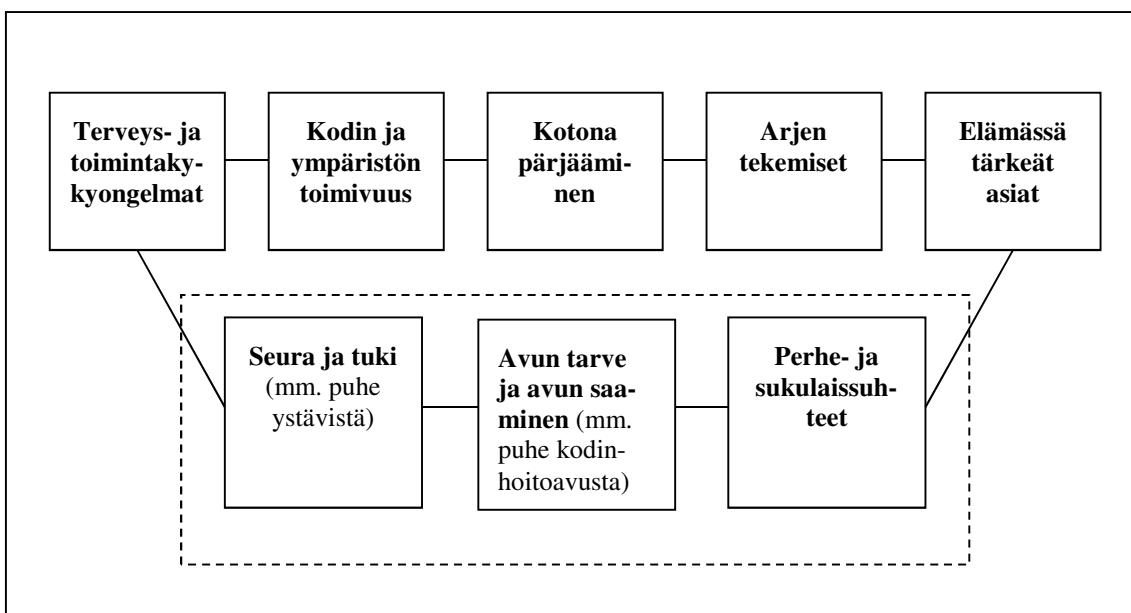 Terveys- ja
toimintaky-
kyongelmat
Kodin ja
ympäristön
toimivuus
Kotona
pärjäämi-
nen
Arjen
tekemiset
Elämässä
tärkeät
asiat
Seura ja tuki
(mm. puhe
ystävistä)
Avun tarve
ja avun saa-
minen (mm.
puhe kodin-
hoitoavusta)
Perhe- ja
sukulaissuh-
teet